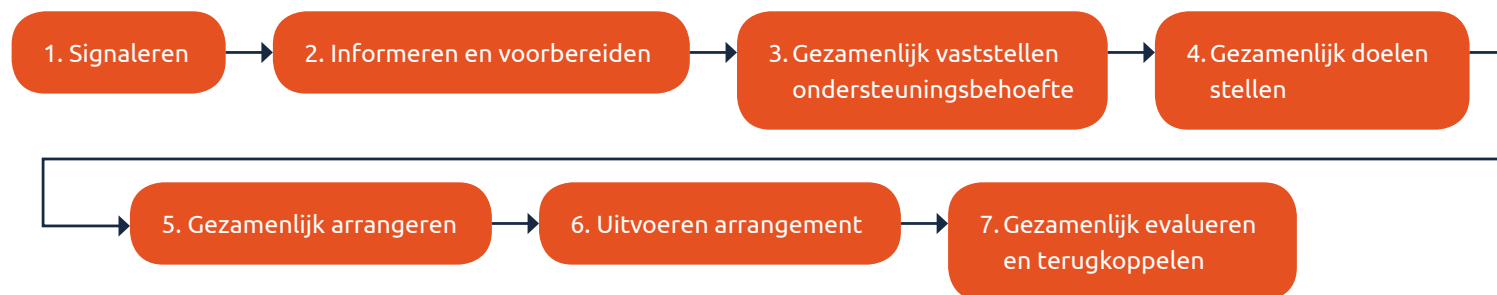 1. Signaleren
2. Informeren en voorbereiden
3. Gezamenlijk vaststellen
ondersteuningsbehoefte
4. Gezamenlijk doelen
stellen
5. Gezamenlijk arrangeren
6. Uitvoeren arrangement
7. Gezamenlijk evalueren
en terugkoppelen